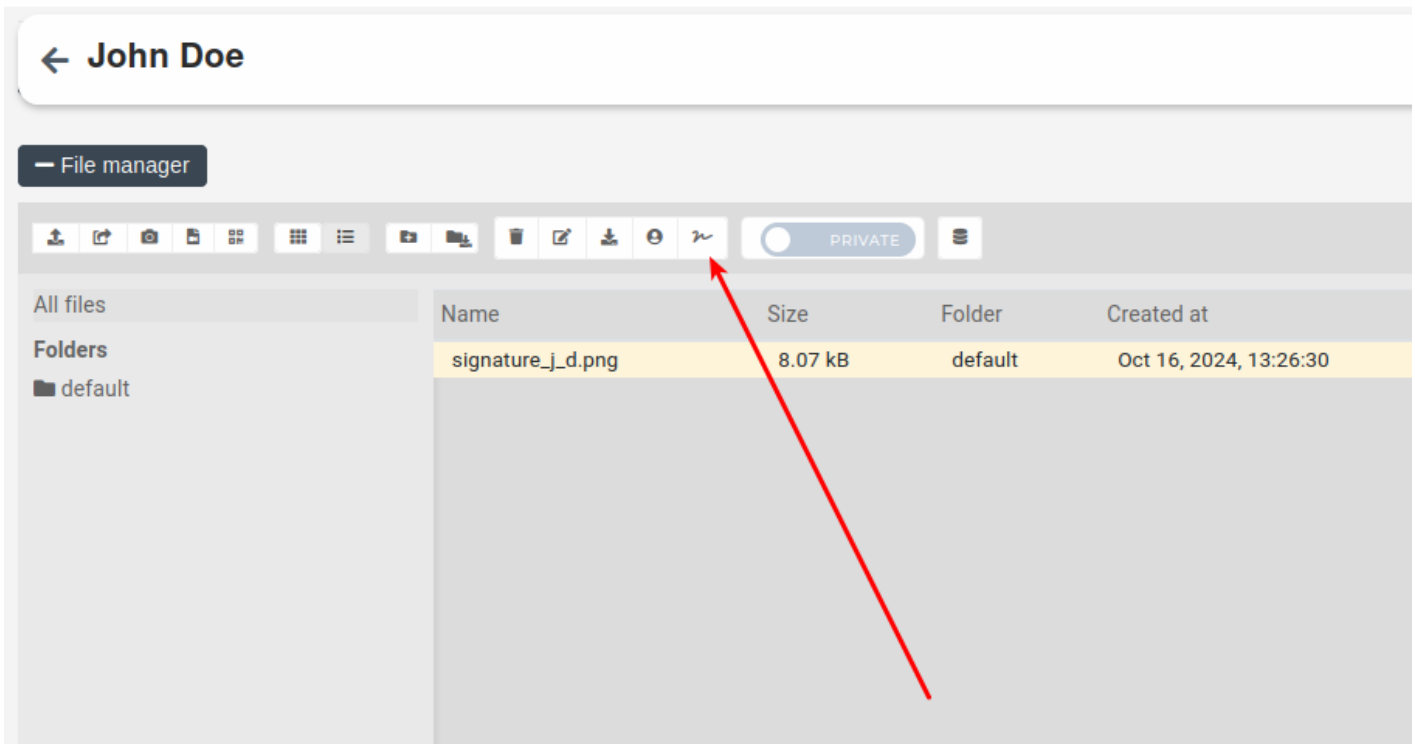 John Doe
File manager
PRIVATE
All files
Folders
default
Name Size Folder Created at
signature_j_d.png 8.07 kB default Oct 16, 2024, 13:26:30